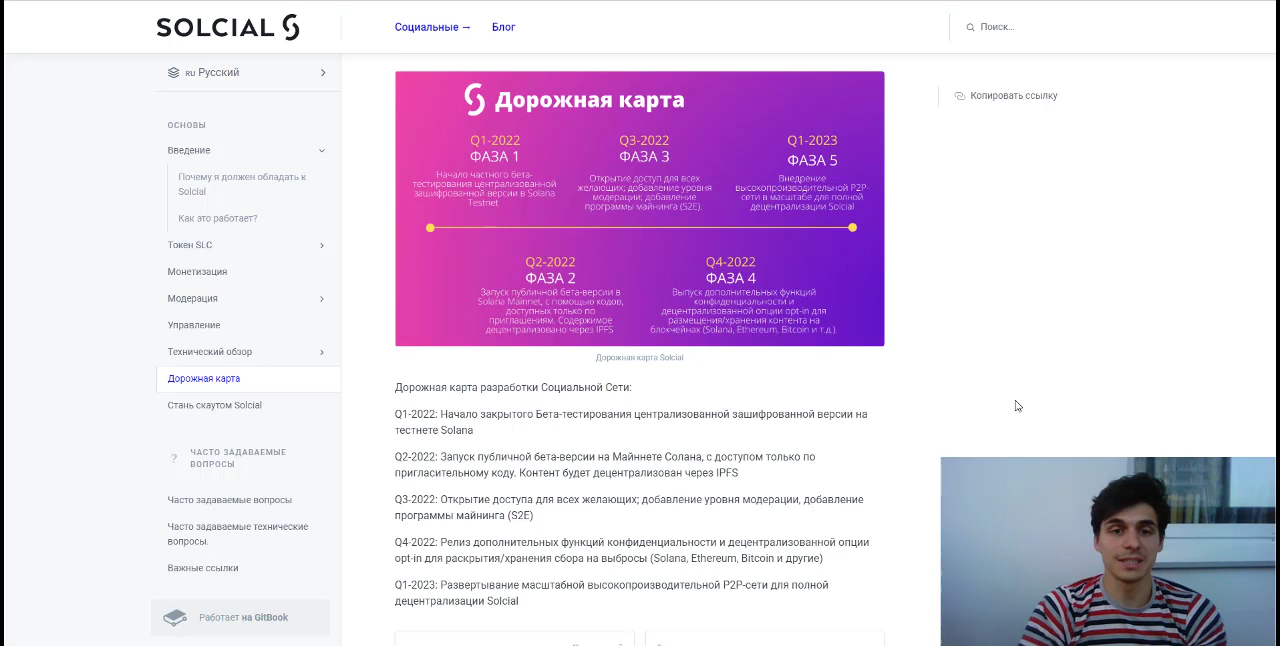 SOLCIAL
Социальные →
Блог
Поиск...
RU Русский
ОСНОВЫ
Введение
Почему я должен обладать к
Solcial
Как это работает?
Токен SLC
Монетизация
Модерация
Управление
Технический обзор
Дорожная карта
Стань скаутом Solcial
? ЧАСТО ЗАДАВАЕМЫЕ
ВОПРОСЫ
Часто задаваемые вопросы
Часто задаваемые технические
вопросы.
Важные ссылки
Работает на GitBook
Дорожная карта
Q1-2022
ФАЗА 1
Начало частного бета-
тестирования централизованной
зашифрованной версии в Solana
Testnet
Q3-2022
ФАЗА 3
Открытие доступ для всех
желающих; добавление уровня
модерации; добавление
программы майнинга (S2E).
Q1-2023
ФАЗА 5
Внедрение
высокопроизводительной P2P-
сети в масштабе для полной
децентрализации Solcial
Q2-2022
ФАЗА 2
Запуск публичной бета-версии в
Solana Mainnet, с помощью кодов,
доступных только по
приглашениям. Содержимое
децентрализовано через IPFS
Q4-2022
ФАЗА 4
Выпуск дополнительных функций
конфиденциальности и
децентрализованной опции opt-in для
размещения/хранения контента на
блокчейнах (Solana, Ethereum, Bitcoin и т.д.).
Дорожная карта Solcial
Дорожная карта разработки Социальной Сети:
Q1-2022: Начало закрытого Бета-тестирования централизованной зашифрованной версии на
тестнете Solana
Q2-2022: Запуск публичной бета-версии на Майннете Солана, с доступом только по
пригласительному коду. Контент будет децентрализован через IPFS
Q3-2022: Открытие доступа для всех желающих; добавление уровня модерации, добавление
программы майнинга (S2E)
Q4-2022: Релиз дополнительных функций конфиденциальности и децентрализованной опции
opt-in для раскрытия/хранения сбора на выбросы (Solana, Ethereum, Bitcoin и другие)
Q1-2023: Развертывание масштабной высокопроизводительной P2P-сети для полной
децентрализации Solcial
Копировать ссылку